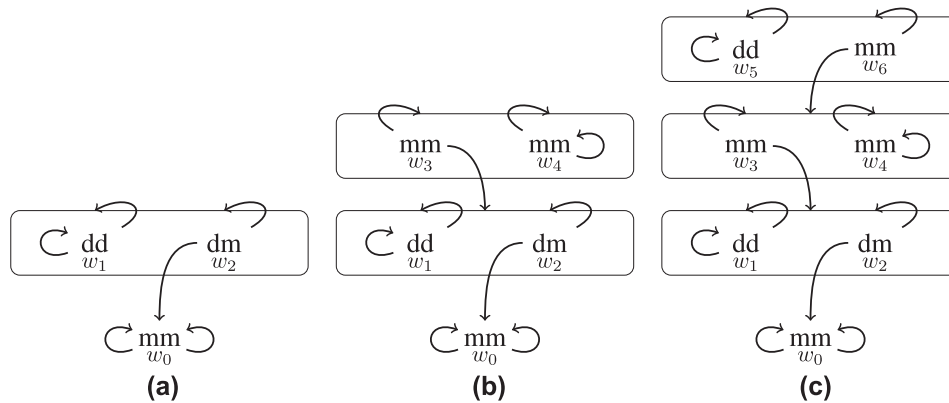 dd mm
w₅ w₆
mm mm mm mm
w₃ w₄ w₃ w₄
dd dm dd dm dd dm
w₁ w₂ w₁ w₂ w₁ w₂
mm mm mm
w₀ w₀ w₀
(a) (b) (c)